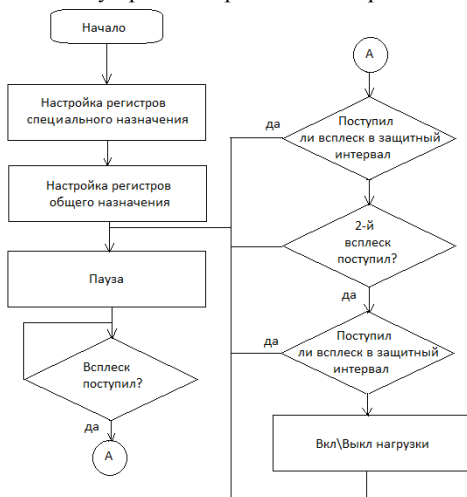 Начало
Настройка регистров
специального назначения
Настройка регистров
общего назначения
Пауза
Всплеск
поступил?
да
А
А
да
Поступил
ли всплеск в защитный
интервал
2-й
всплеск
поступил?
да
да
Поступил
ли всплеск в защитный
интервал
Вкл\Выкл нагрузки